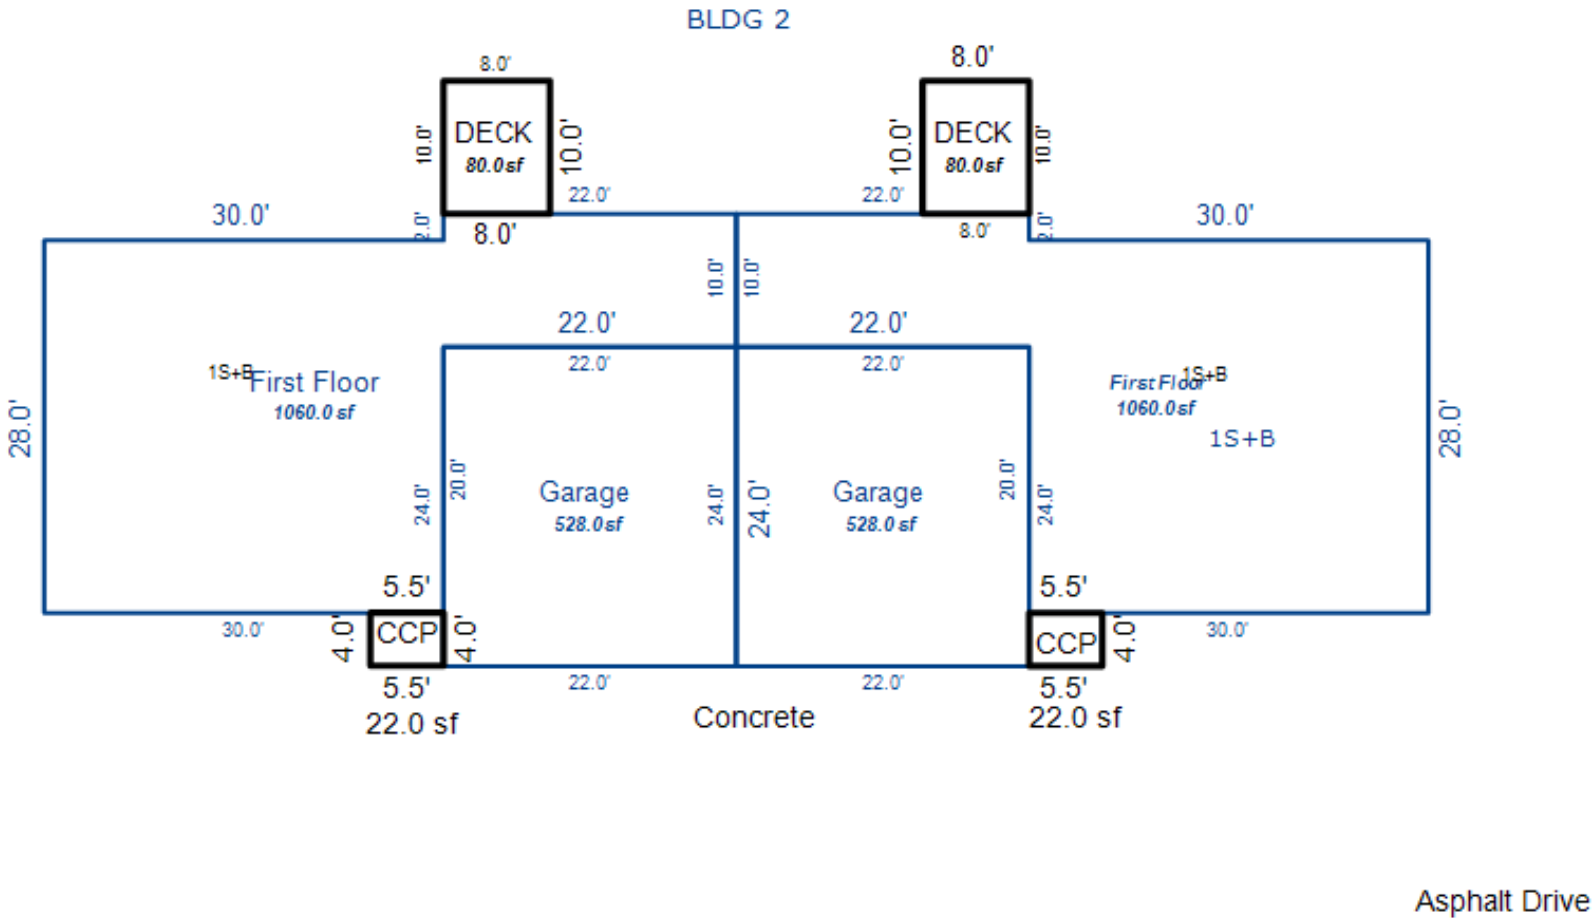 BLDG 2
8.0'
8.0'
DECK
80.0sf
10.0'
10.0'
DECK
80.0sf
10.0'
10.0'
22.0'
22.0'
30.0'
2.0'
8.0'
8.0'
2.0'
30.0'
10.0'
10.0'
22.0'
22.0'
22.0'
22.0'
1S+B
First Floor
1060.0 sf
First Floor
1S+B
1060.0sf
1S+B
28.0'
28.0'
24.0'
20.0'
Garage
528.0sf
24.0'
24.0'
Garage
528.0sf
20.0'
24.0'
5.5'
5.5'
30.0'
4.0'
CCP
4.0'
CCP
4.0'
30.0'
5.5'
22.0'
22.0'
5.5'
22.0 sf
Concrete
22.0 sf
Asphalt Drive